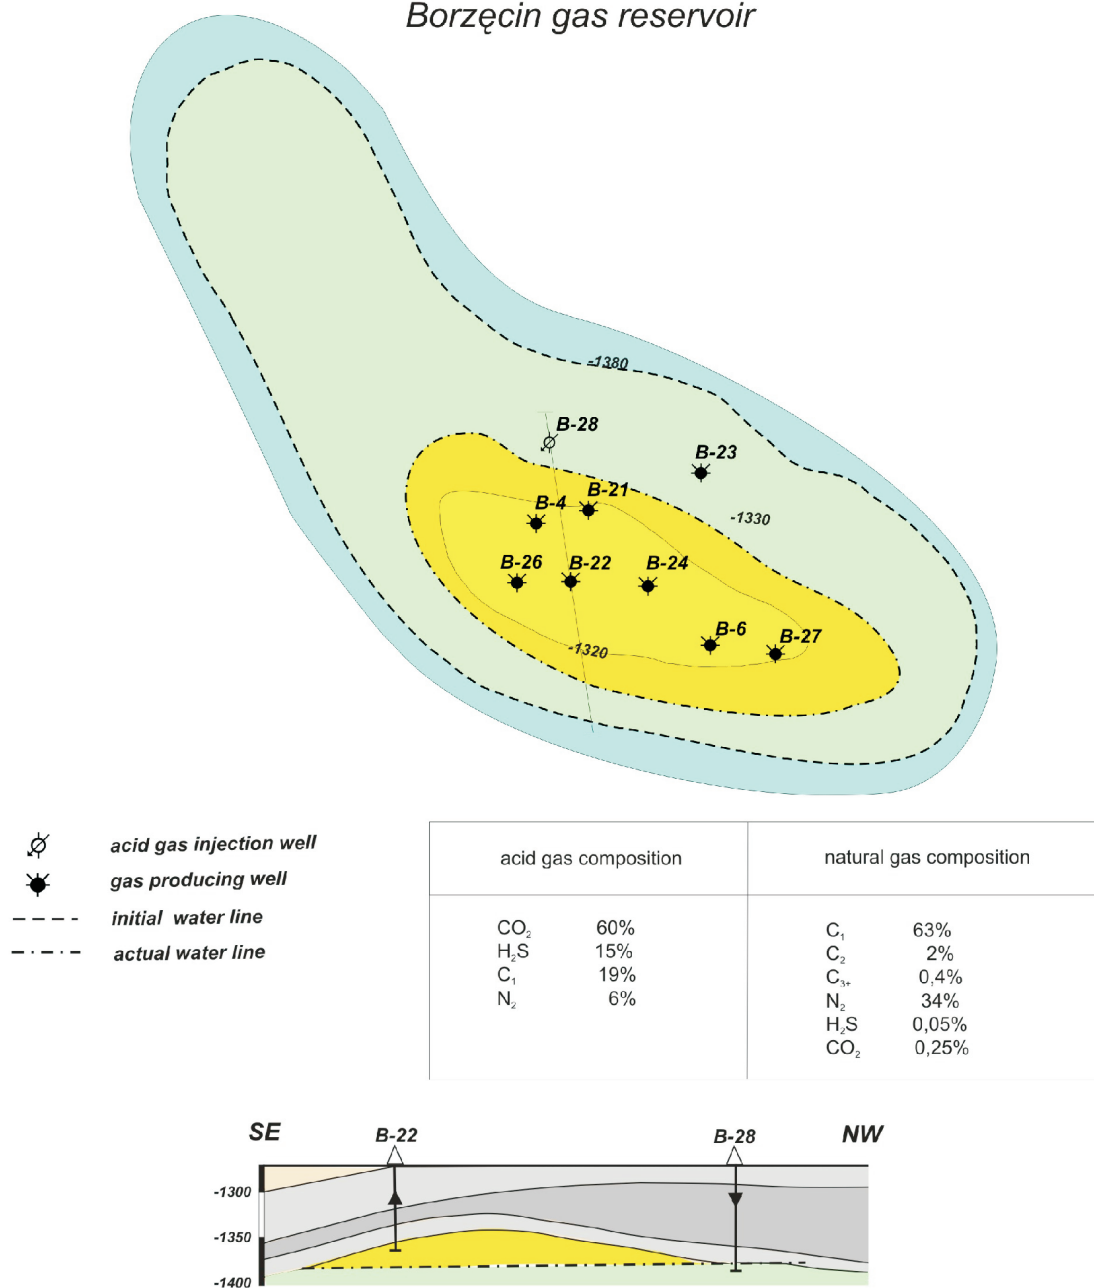 Borzęcin gas reservoir
-1380
B-28
B-23
B-21
B-4
-1330
B-26
B-22
B-24
B-6
B-27
-1320
acid gas injection well
gas producing well
initial water line
actual water line
acid gas composition
CO₂ 60%
H₂S 15%
C₁ 19%
N₂ 6%
natural gas composition
C₁ 63%
C₂ 2%
C₃₊ 0,4%
N₂ 34%
H₂S 0,05%
CO₂ 0,25%
SE
B-22
B-28
NW
-1300
-1350
-1400